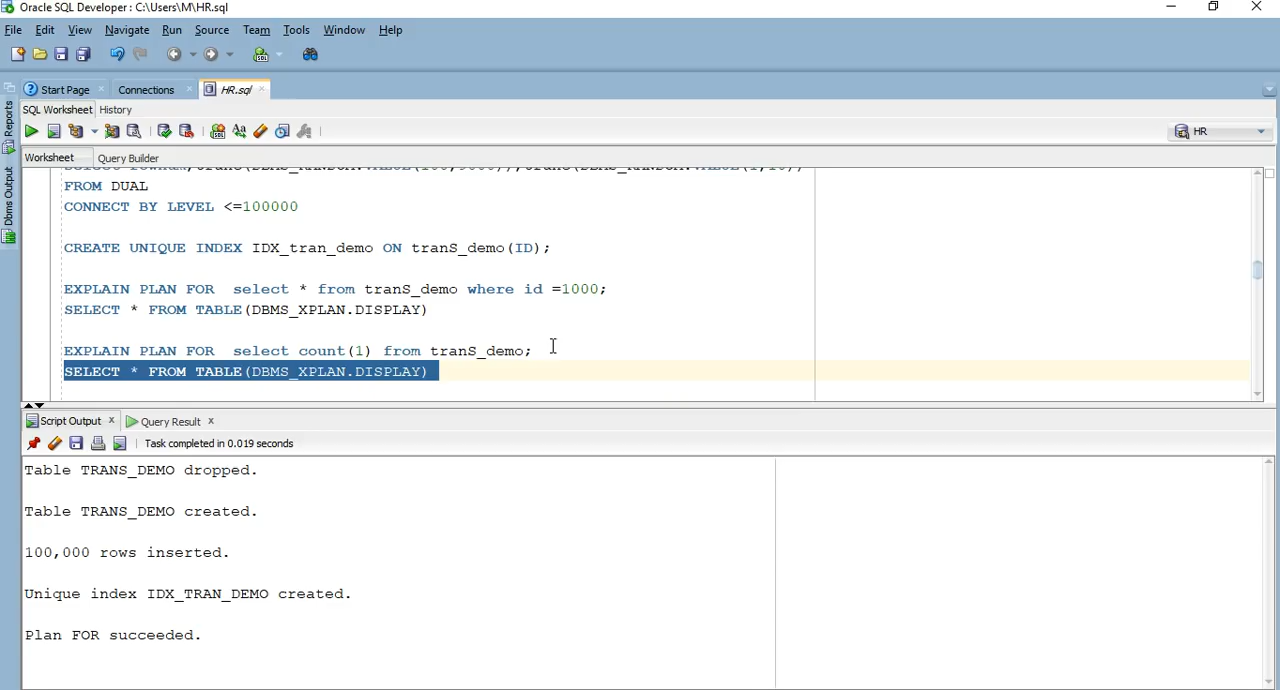 Oracle SQL Developer : C:\Users\M\HR.sql
File Edit View Navigate Run Source Team Tools Window Help
Start Page Connections HR.sql
SQL Worksheet History
HR
Worksheet Query Builder
Reports
Dbms Output
FROM DUAL
CONNECT BY LEVEL <=100000
CREATE UNIQUE INDEX IDX_tran_demo ON tranS_demo(ID);
EXPLAIN PLAN FOR  select * from tranS_demo where id =1000;
SELECT * FROM TABLE(DBMS_XPLAN.DISPLAY)
EXPLAIN PLAN FOR  select count(1) from tranS_demo;
SELECT * FROM TABLE(DBMS_XPLAN.DISPLAY)
Script Output Query Result
Task completed in 0.019 seconds
Table TRANS_DEMO dropped.
Table TRANS_DEMO created.
100,000 rows inserted.
Unique index IDX_TRAN_DEMO created.
Plan FOR succeeded.